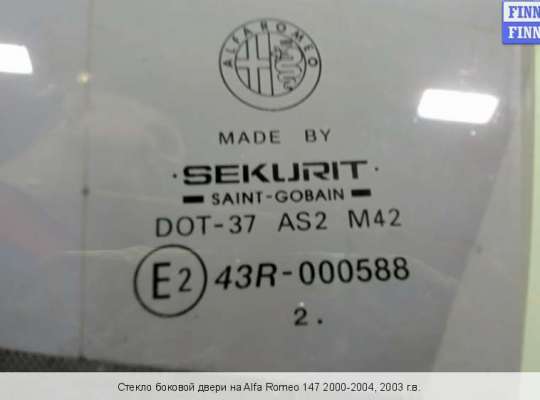 FINN
FINN
ALFA ROMEO
MADE BY
·SEKURIT·
SAINT-GOBAIN
DOT-37 AS2 M42
E2 43R-000588
2.
Стекло боковой двери на Alfa Romeo 147 2000-2004, 2003 г.в.